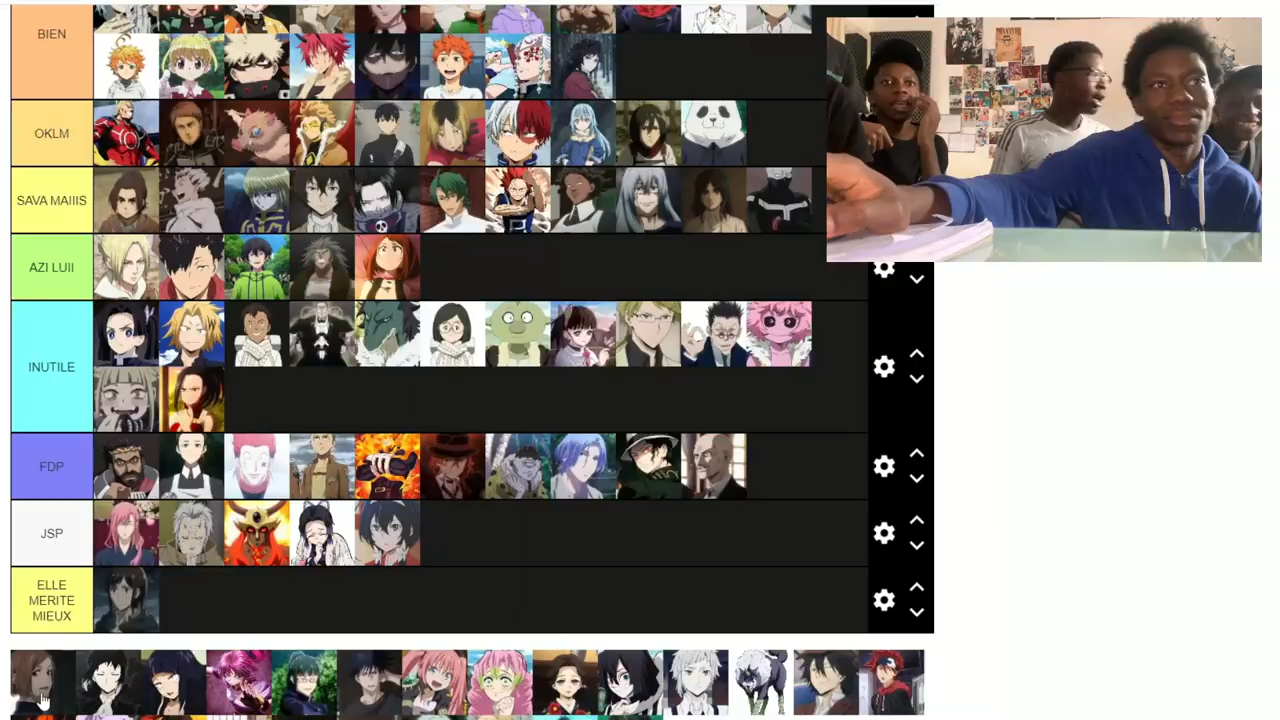 BIEN
OKLM
SAVA MAIIIS
AZI LUII
INUTILE
FDP
JSP
ELLE
MERITE
MIEUX